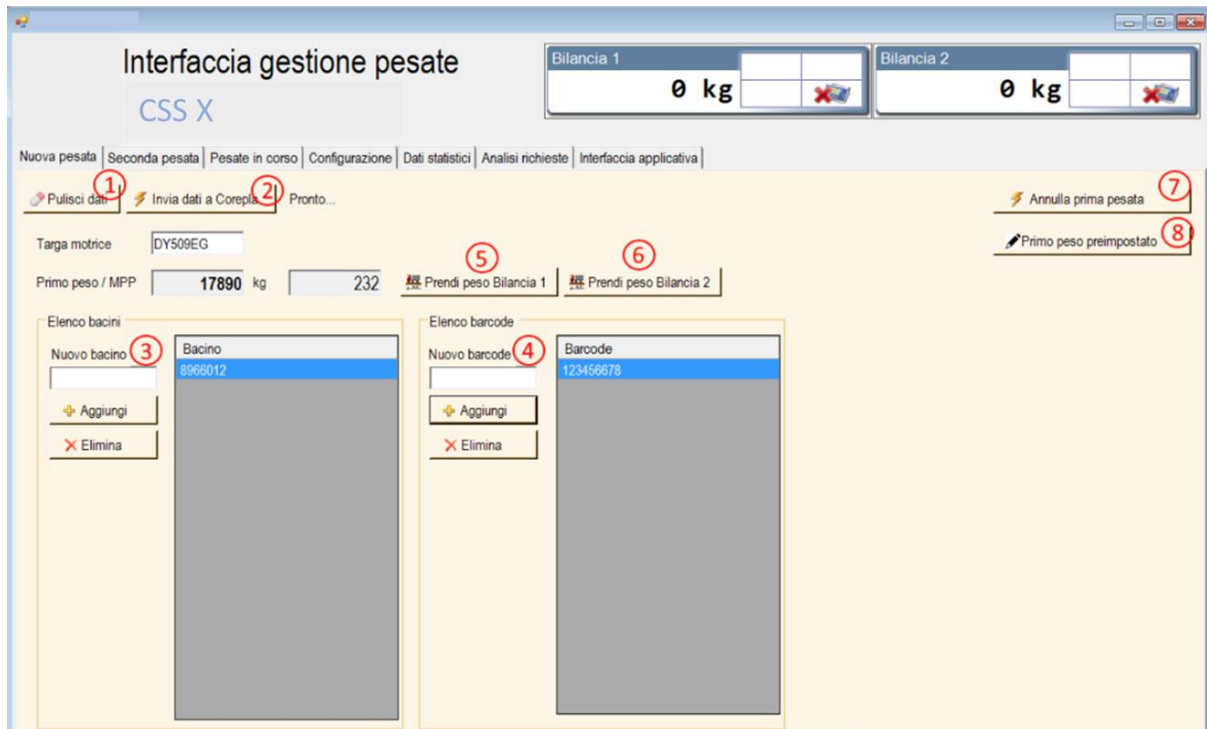 Interfaccia gestione pesate
CSS X
Bilancia 1
0 kg
Bilancia 2
0 kg
Nuova pesata Seconda pesata Pesate in corso Configurazione Dati statistici Analisi richieste Interfaccia applicativa
Pulisci dati 1 Invia dati a Corepla 2 Pronto... Annulla prima pesata 7
Targa motrice DY509EG Primo peso preimpostato 8
Primo peso / MPP 17890 kg 232 Prendi peso Bilancia 1 5 Prendi peso Bilancia 2 6
Elenco bacini
Nuovo bacino 3
Aggiungi
Elimina
Bacino
8966012
Elenco barcode
Nuovo barcode 4
Aggiungi
Elimina
Barcode
123456678